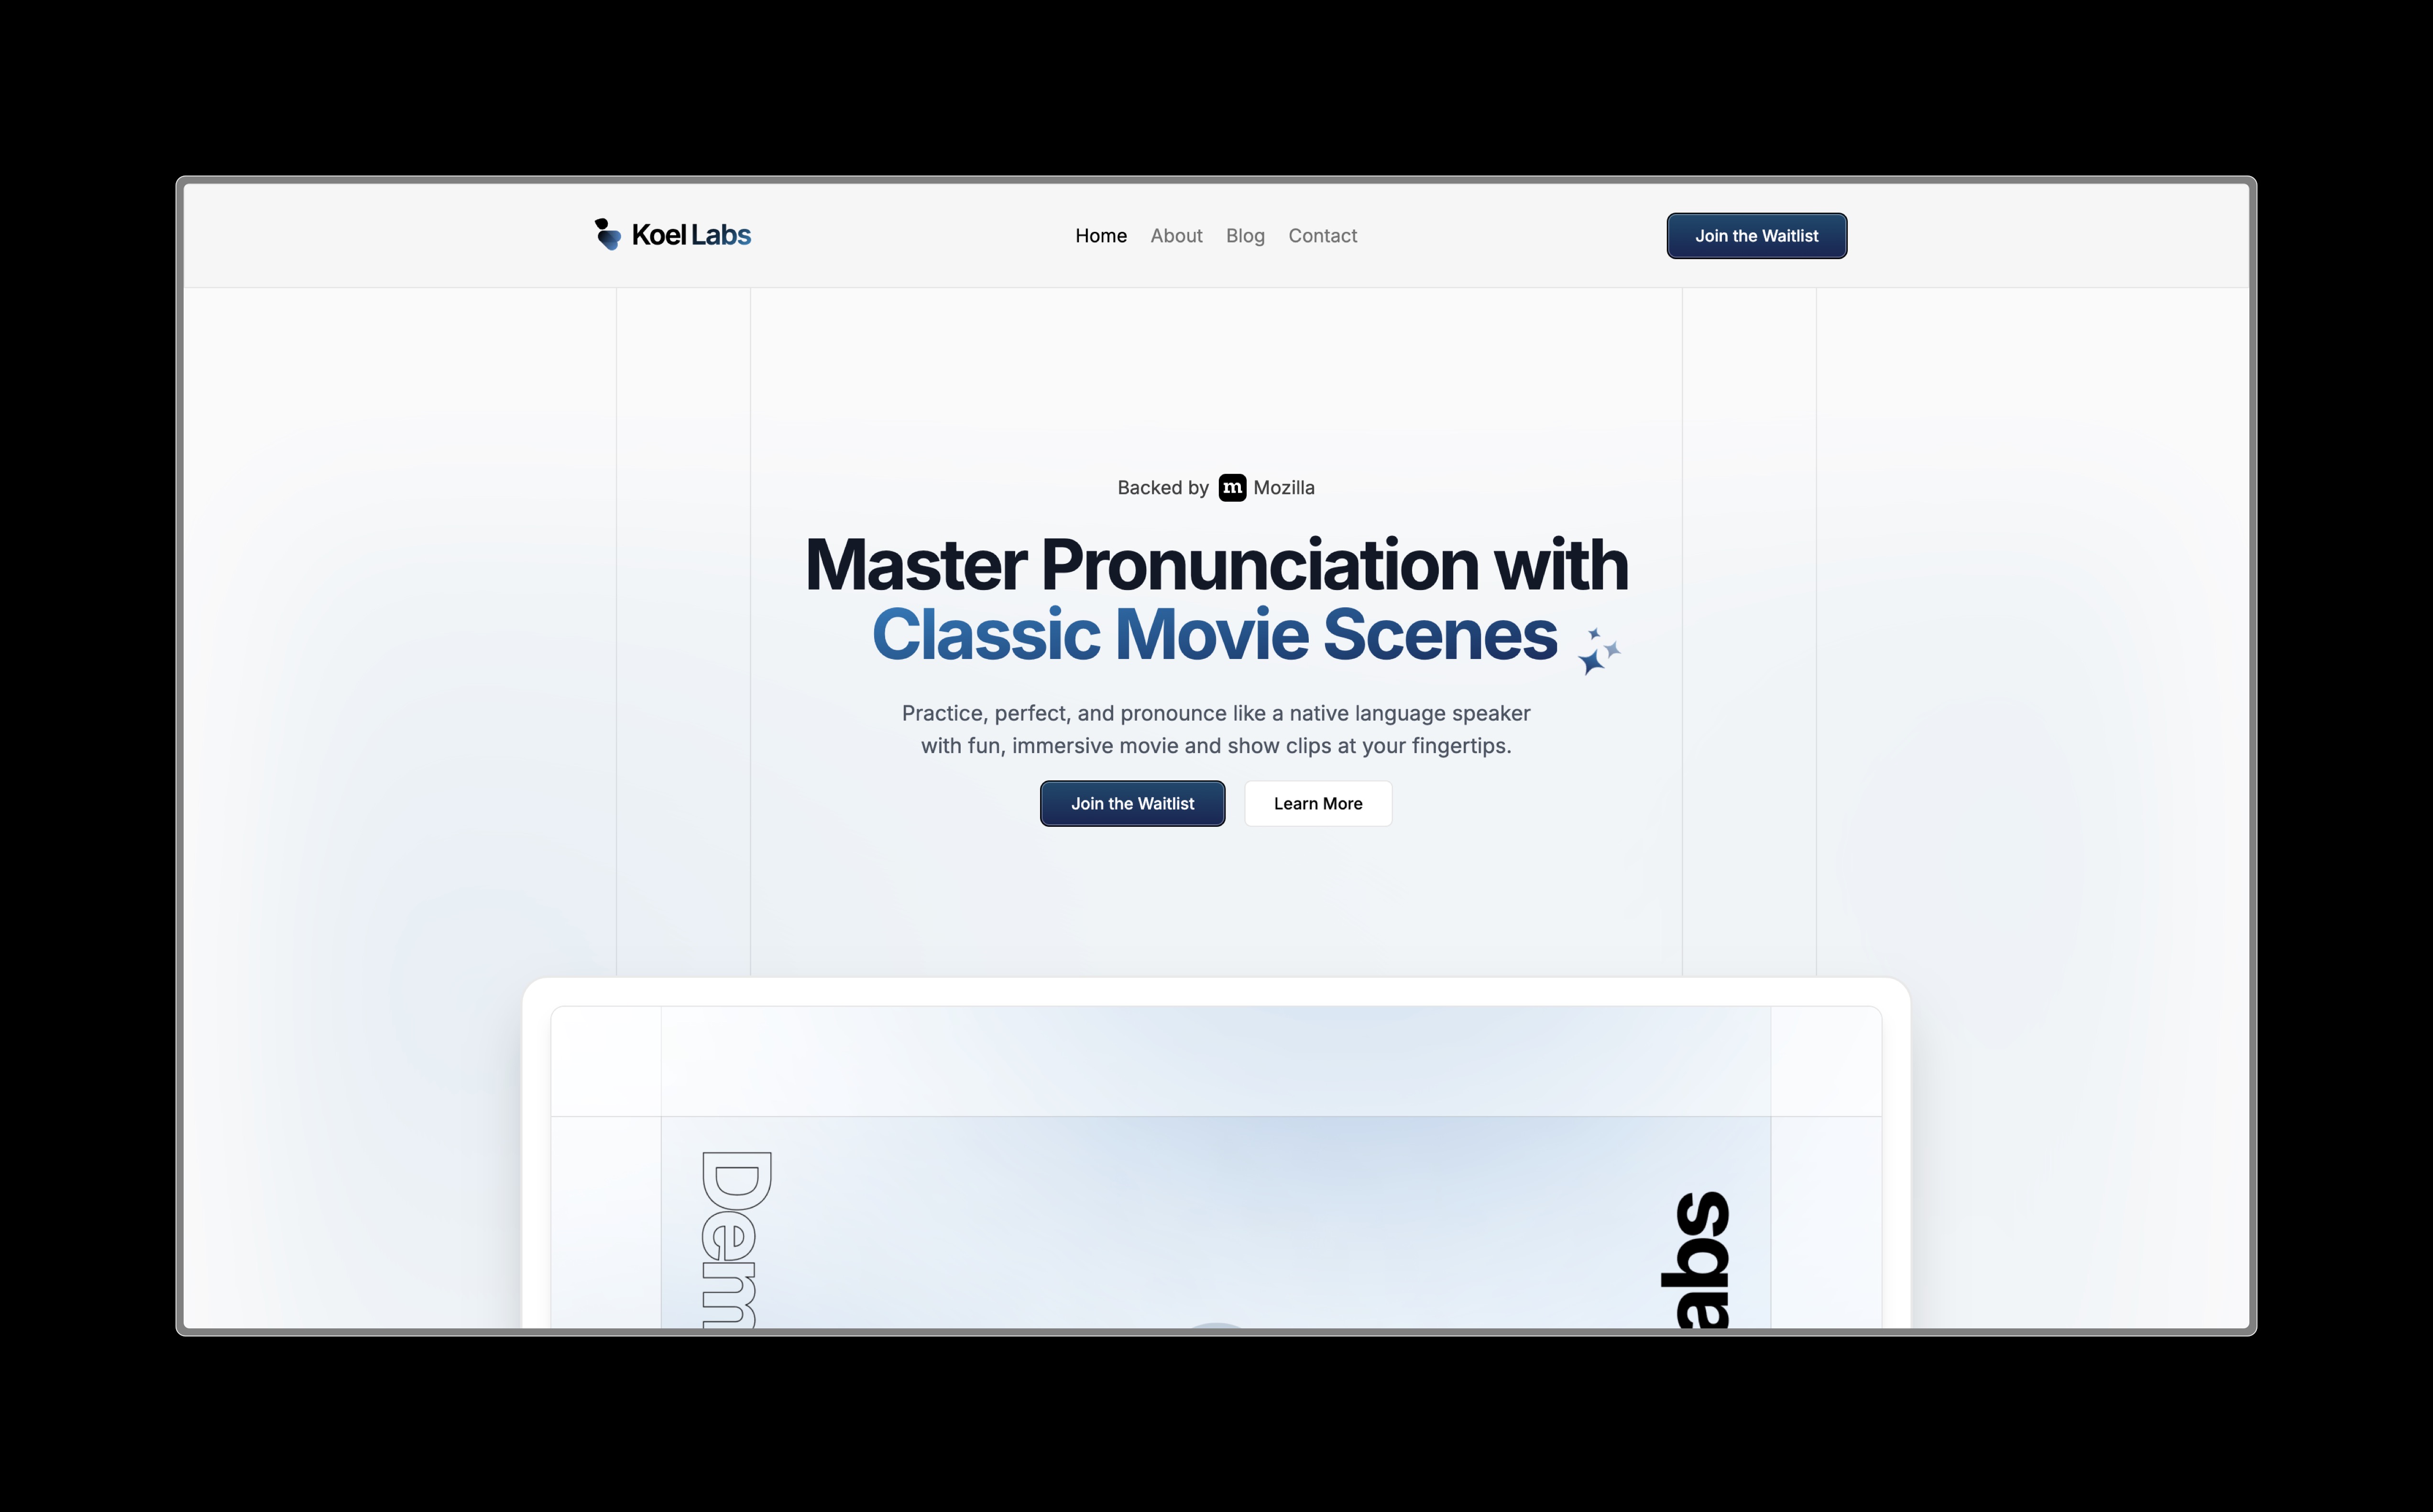 Koel Labs
Home About Blog Contact
Join the Waitlist
Backed by m Mozilla
Master Pronunciation with
Classic Movie Scenes
Practice, perfect, and pronounce like a native language speaker
with fun, immersive movie and show clips at your fingertips.
Join the Waitlist
Learn More
Dem
abs